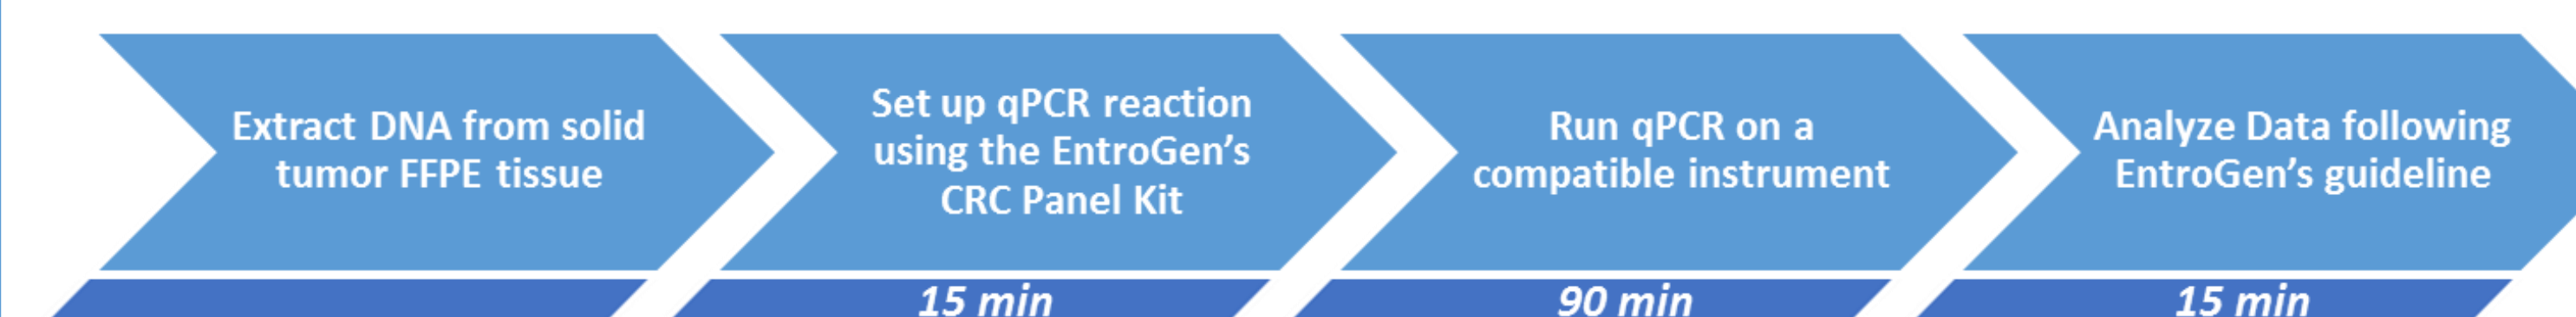 Extract DNA from solid
tumor FFPE tissue
Set up qPCR reaction
using the EntroGen's
CRC Panel Kit
Run qPCR on a
compatible instrument
Analyze Data following
EntroGen's guideline
15 min
90 min
15 min